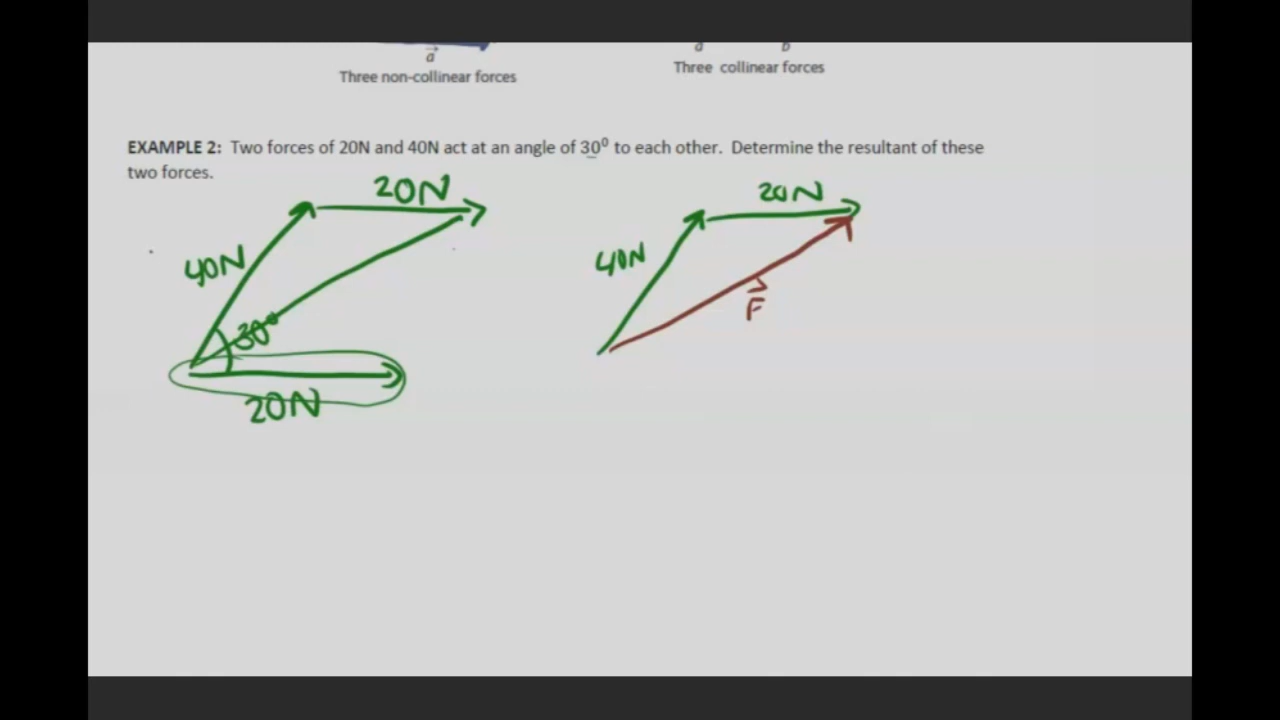 a
Three non-collinear forces
a b
Three collinear forces
EXAMPLE 2: Two forces of 20N and 40N act at an angle of 30⁰ to each other. Determine the resultant of these
two forces.
20N
40N
30°
20N
20N
40N
F